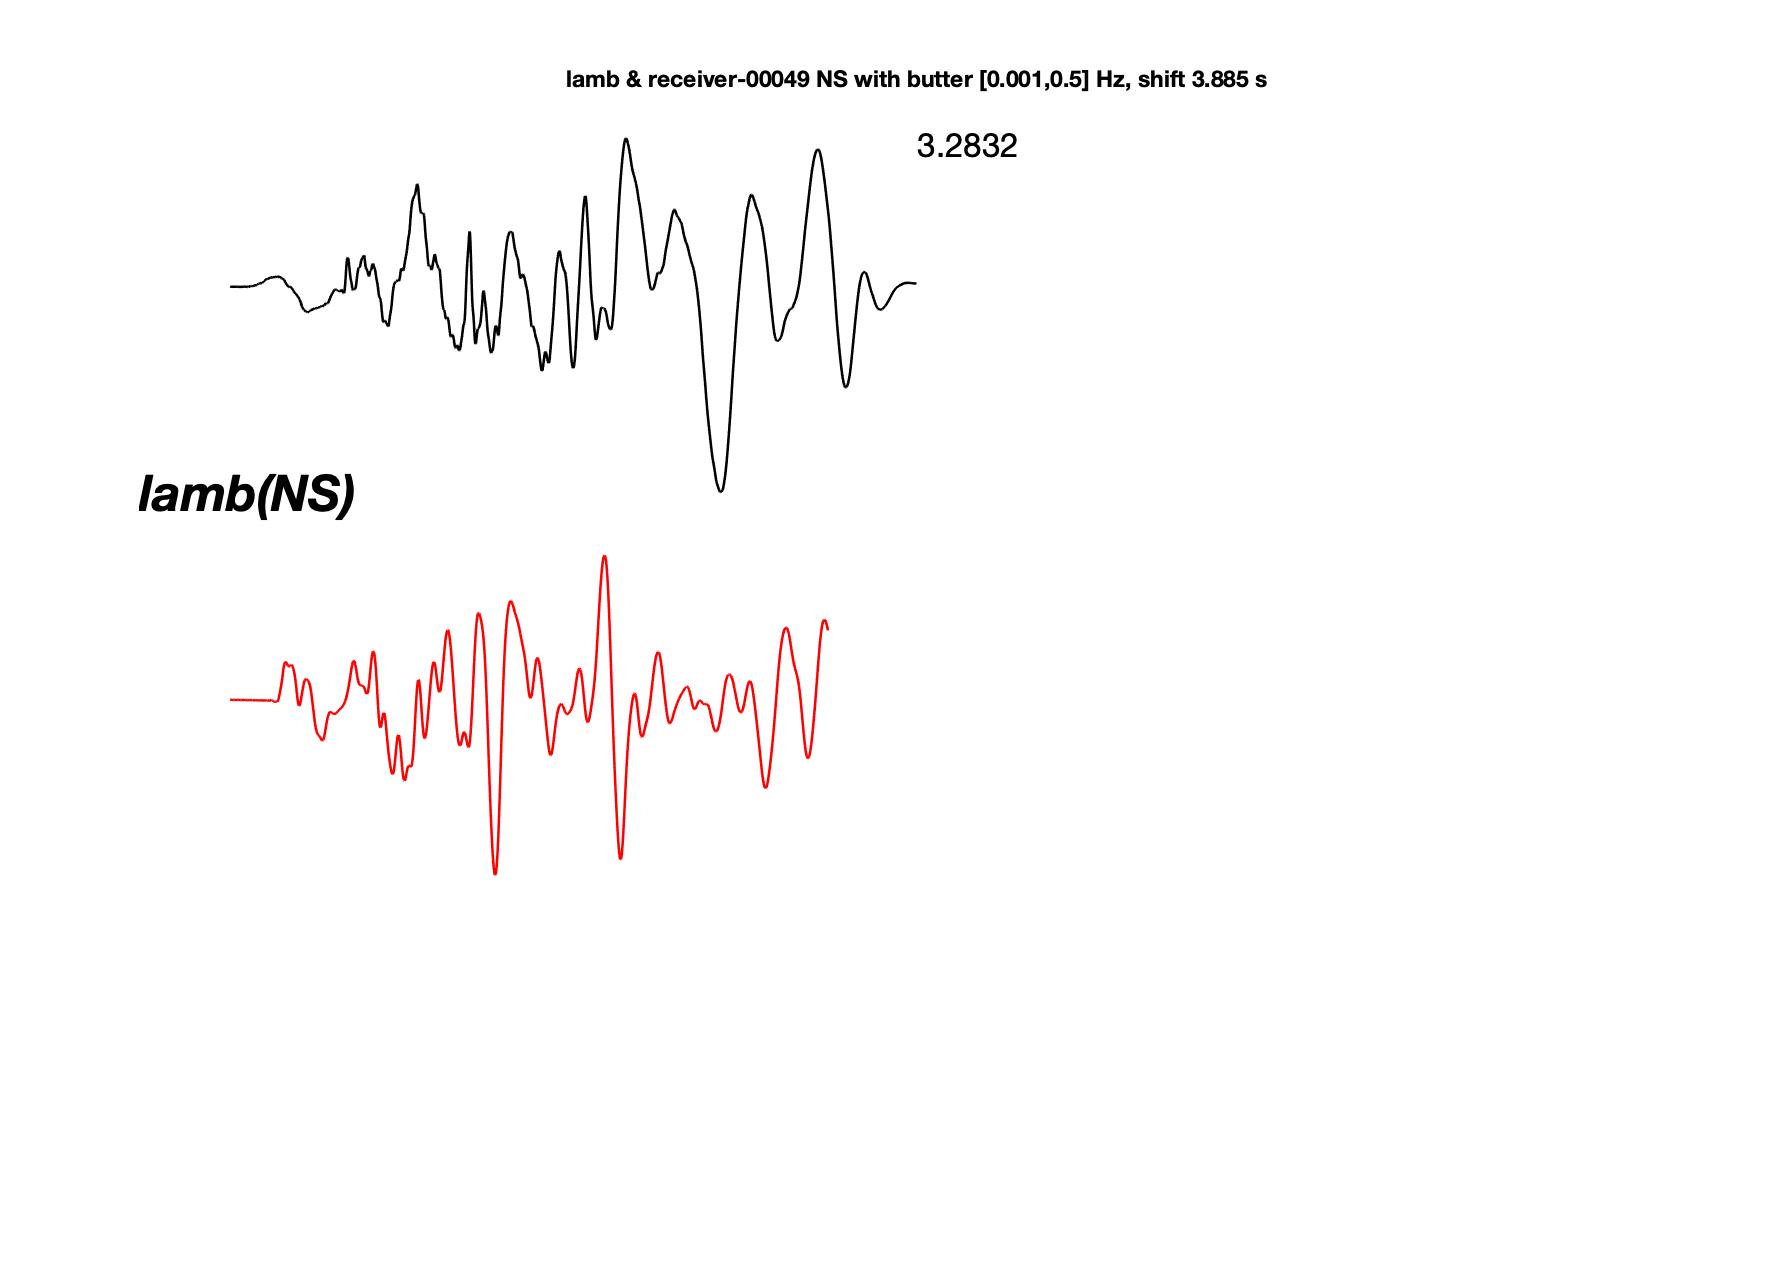 lamb & receiver-00049 NS with butter [0.001,0.5] Hz, shift 3.885 s
3.2832
lamb(NS)